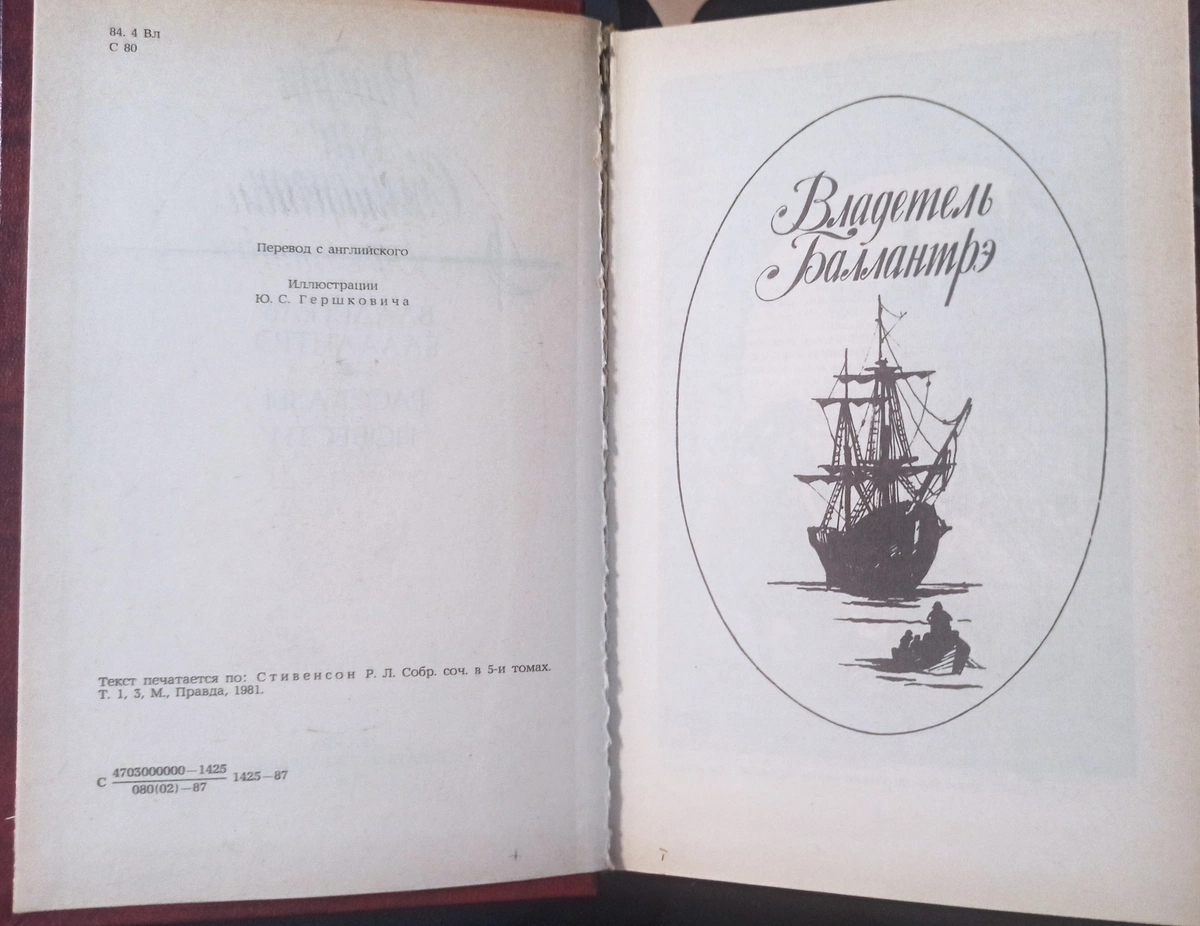 84. 4 Вл
С 80
Перевод с английского
Иллюстрации
Ю. С. Гершковича
Текст печатается по: Стивенсон Р. Л. Собр. соч. в 5-и томах.
Т. 1, 3, М., Правда, 1981.
С 4703000000—1425 1425—87
080(02)—87
Владетель
Баллантрэ